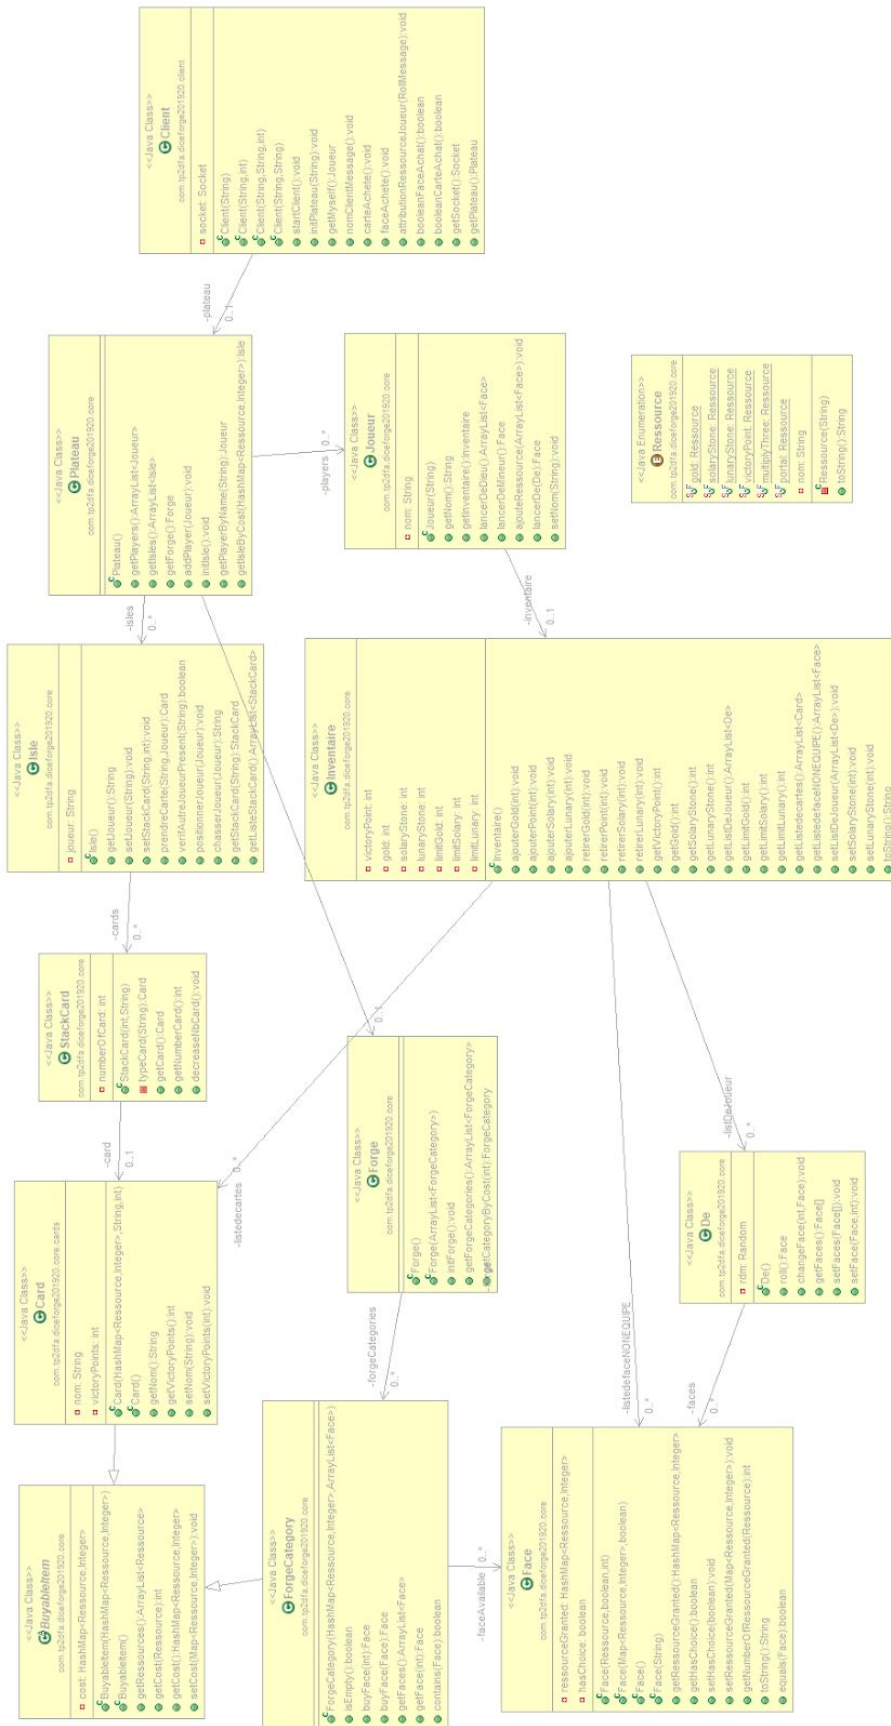 <<Java Class>>
Client
com.tp2dfa.diceforge201920.client
socket: Socket
Client(String)
Client(String,int)
Client(String,String,int)
Client(String,String)
startClient():void
initPlateau(String):void
getMyself():Joueur
nomClientMessage():void
carteAchete():void
faceAchete():void
attributionRessourceJoueur(RollMessage):void
booleanFaceAchat():boolean
booleanCarteAchat():boolean
getSocket():Socket
getPlateau():Plateau
-plateau
0..1
<<Java Class>>
Plateau
com.tp2dfa.diceforge201920.core
Plateau()
getPlayers():ArrayList<Joueur>
getIsles():ArrayList<Isle>
getForge():Forge
addPlayer(Joueur):void
initIsle():void
getPlayerByName(String):Joueur
getIsleByCost(HashMap<Ressource,Integer>):Isle
-players
0..*
<<Java Class>>
Joueur
com.tp2dfa.diceforge201920.core
nom: String
Joueur(String)
getNom():String
getInventaire():Inventaire
lancerDeDieu():ArrayList<Face>
lancerDeMineur():Face
ajouteRessource(ArrayList<Face>):void
lancerDe(De):Face
setNom(String):void
<<Java Enumeration>>
Ressource
com.tp2dfa.diceforge201920.core
gold: Ressource
solaryStone: Ressource
lunaryStone: Ressource
victoryPoint: Ressource
multiplyThree: Ressource
portal: Ressource
nom: String
Ressource(String)
toString():String
-isles
0..*
<<Java Class>>
Isle
com.tp2dfa.diceforge201920.core
joueur: String
Isle()
getJoueur():String
setJoueur(String):void
setStackCard(String,int):void
prendreCarte(String,Joueur):Card
verifAutreJoueurPresent(String):boolean
positionnerJoueur(Joueur):void
chasserJoueur(Joueur):String
getStackCard(String):StackCard
getListeStackCard():ArrayList<StackCard>
-inventaire
0..1
<<Java Class>>
Inventaire
com.tp2dfa.diceforge201920.core
victoryPoint: int
gold: int
solaryStone: int
lunaryStone: int
limitGold: int
limitSolary: int
limitLunary: int
Inventaire()
ajouterGold(int):void
ajouterPoint(int):void
ajouterSolary(int):void
ajouterLunary(int):void
retirerGold(int):void
retirerPoint(int):void
retirerSolary(int):void
retirerLunary(int):void
getVictoryPoint():int
getGold():int
getSolaryStone():int
getLunaryStone():int
getListDeJoueur():ArrayList<De>
getLimitGold():int
getLimitSolary():int
getLimitLunary():int
getListedecartes():ArrayList<Card>
getListedefaceNONEQUIPE():ArrayList<Face>
setListDeJoueur(ArrayList<De>):void
setSolaryStone(int):void
setLunaryStone(int):void
toString():String
-cards
0..*
<<Java Class>>
StackCard
com.tp2dfa.diceforge201920.core
numberOfCard: int
StackCard(int,String)
typeCard(String):Card
getCard():Card
getNumberCard():int
decreaseNbCard():void
-card
0..1
-listedecartes
0..*
0..1
<<Java Class>>
Forge
com.tp2dfa.diceforge201920.core
Forge()
Forge(ArrayList<ForgeCategory>)
initForge():void
getForgeCategories():ArrayList<ForgeCategory>
getCategoryByCost(int):ForgeCategory
-listDeJoueur
0..*
<<Java Class>>
De
com.tp2dfa.diceforge201920.core
rdm: Random
De()
roll():Face
changeFace(int,Face):void
getFaces():Face[]
setFaces(Face[]):void
setFace(Face,int):void
<<Java Class>>
Card
com.tp2dfa.diceforge201920.core.cards
nom: String
victoryPoints: int
Card(HashMap<Ressource,Integer>,String,int)
Card()
getNom():String
getVictoryPoints():int
setNom(String):void
setVictoryPoints(int):void
-forgeCategories
0..*
-listedefaceNONEQUIPE
0..*
-faces
0..*
<<Java Class>>
BuyableItem
com.tp2dfa.diceforge201920.core
cost: HashMap<Ressource,Integer>
BuyableItem(HashMap<Ressource,Integer>)
BuyableItem()
getRessources():ArrayList<Ressource>
getCost(Ressource):int
getCost():HashMap<Ressource,Integer>
setCost(Map<Ressource,Integer>):void
<<Java Class>>
ForgeCategory
com.tp2dfa.diceforge201920.core
ForgeCategory(HashMap<Ressource,Integer>,ArrayList<Face>)
isEmpty():boolean
buyFace(int):Face
buyFace(Face):Face
getFaces():ArrayList<Face>
getFace(int):Face
contains(Face):boolean
-faceAvailable
0..*
<<Java Class>>
Face
com.tp2dfa.diceforge201920.core
ressourceGranted: HashMap<Ressource,Integer>
hasChoice: boolean
Face(Ressource,boolean,int)
Face(Map<Ressource,Integer>,boolean)
Face()
Face(String)
getRessourceGranted():HashMap<Ressource,Integer>
getHasChoice():boolean
setHasChoice(boolean):void
setRessourceGranted(Map<Ressource,Integer>):void
getNumberOfRessourceGranted(Ressource):int
toString():String
equals(Face):boolean